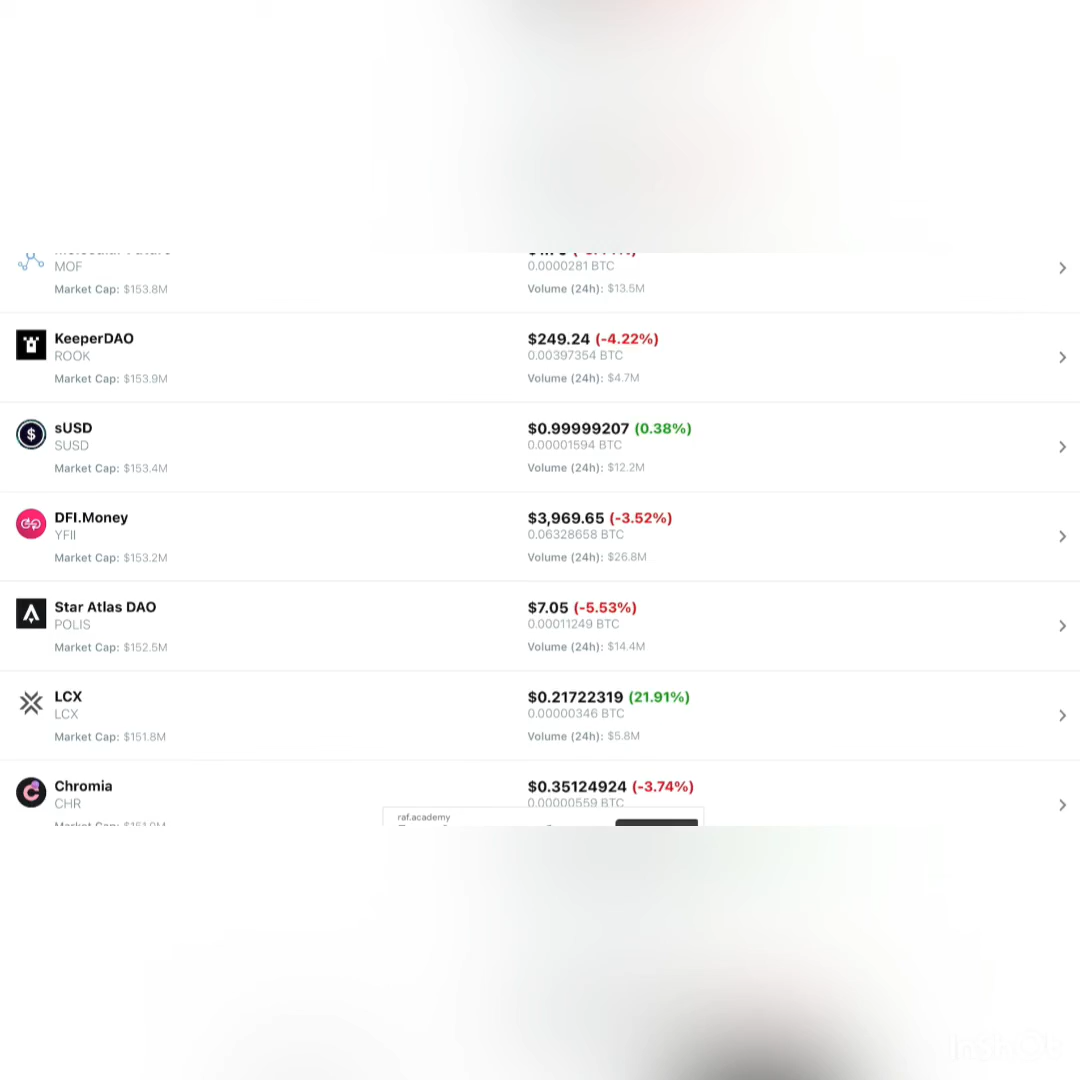 MOF
0.0000281 BTC
Market Cap: $153.8M
Volume (24h): $13.5M
KeeperDAO
$249.24 (-4.22%)
ROOK
0.00397354 BTC
Market Cap: $153.9M
Volume (24h): $4.7M
sUSD
$0.99999207 (0.38%)
SUSD
0.00001594 BTC
Market Cap: $153.4M
Volume (24h): $12.2M
DFI.Money
$3,969.65 (-3.52%)
YFII
0.06328658 BTC
Market Cap: $153.2M
Volume (24h): $26.8M
Star Atlas DAO
$7.05 (-5.53%)
POLIS
0.00011249 BTC
Market Cap: $152.5M
Volume (24h): $14.4M
LCX
$0.21722319 (21.91%)
LCX
0.00000346 BTC
Market Cap: $151.8M
Volume (24h): $5.8M
Chromia
$0.35124924 (-3.74%)
CHR
0.00000559 BTC
Market Cap:
raf.academy